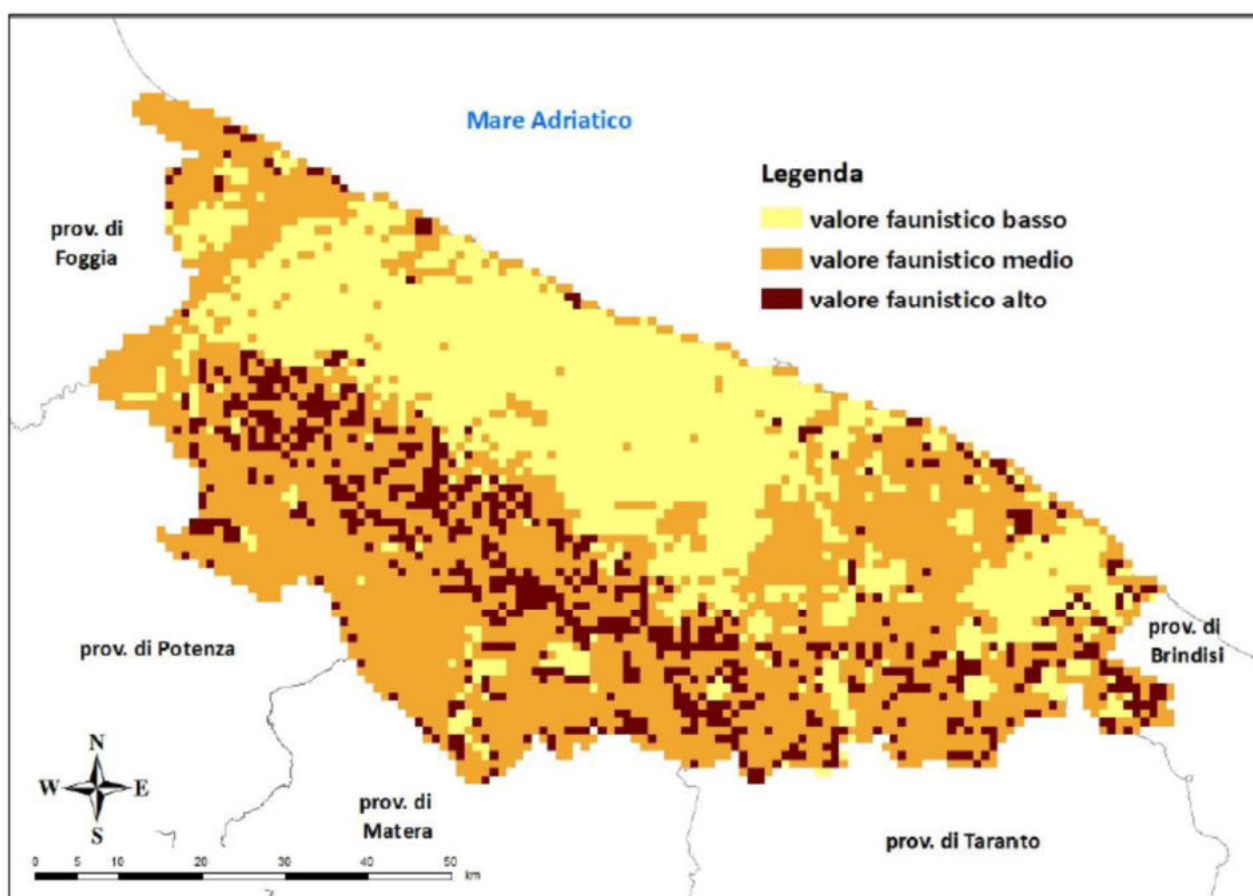 Mare Adriatico
Legenda
valore faunistico basso
valore faunistico medio
valore faunistico alto
prov. di
Foggia
prov. di Potenza
prov. di
Brindisi
prov. di
Matera
prov. di Taranto
N
W
E
S
0 5 10 20 30 40 50
km